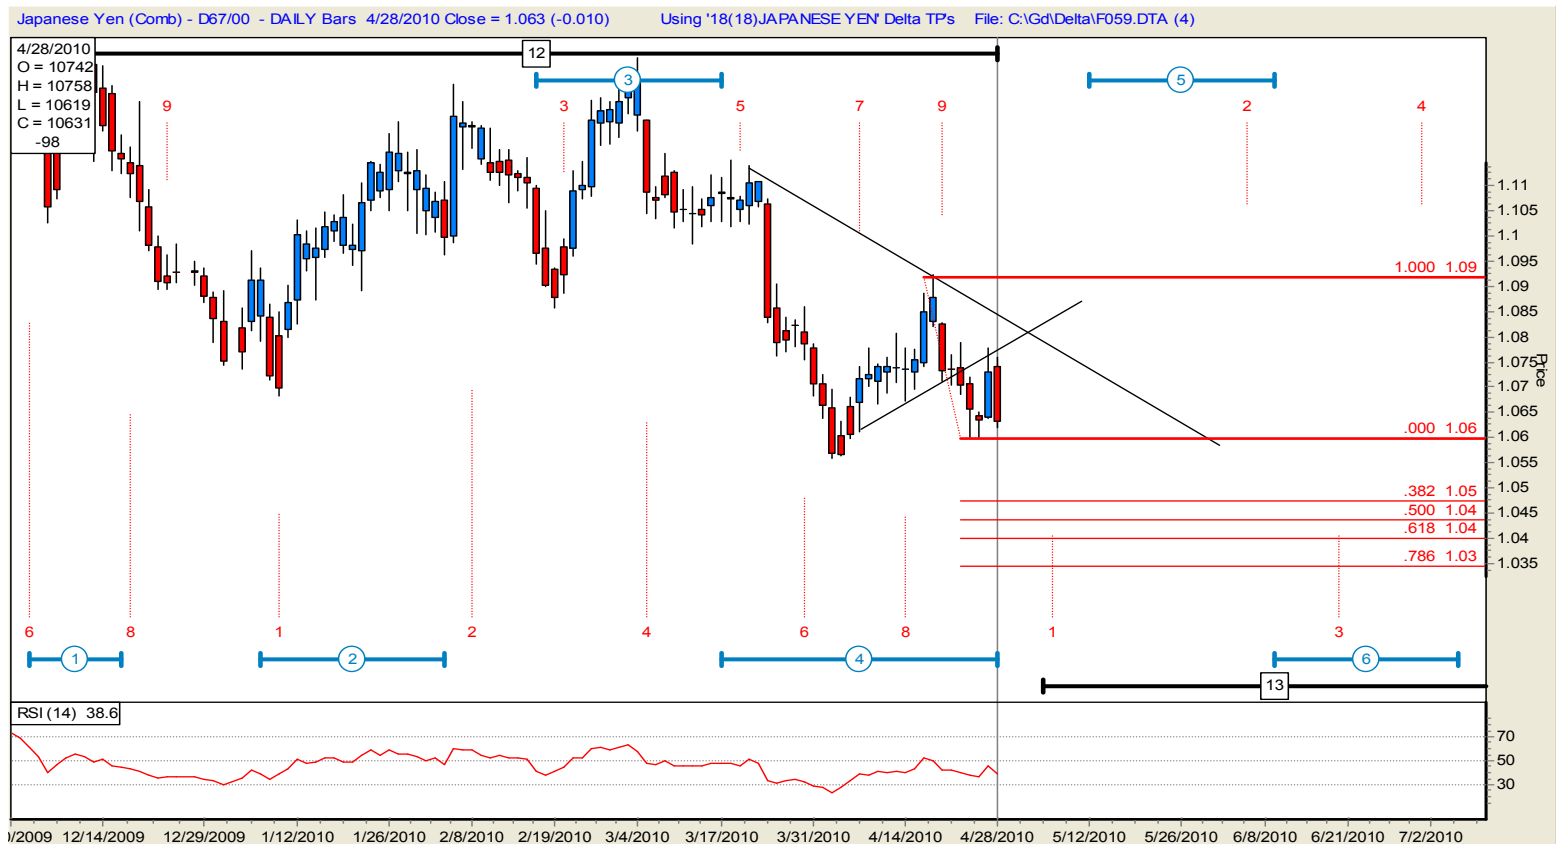 Japanese Yen (Comb) - D67/00 - DAILY Bars 4/28/2010 Close = 1.063 (-0.010) Using '18(18)JAPANESE YEN' Delta TP's File: C:\Gd\Delta\F059.DTA (4)
4/28/2010
O = 10742
H = 10758
L = 10619
C = 10631
-98
12
3
5
9 3 5 7 9 2 4
1.11
1.105
1.1
1.095
1.09
1.085
1.08
1.075
1.07
1.065
1.06
1.055
1.05
1.045
1.04
1.035
Price
1.000 1.09
.000 1.06
.382 1.05
.500 1.04
.618 1.04
.786 1.03
6 8 1 2 4 6 8 1 3
1 2 4 6
13
RSI (14) 38.6
70
50
30
0/2009 12/14/2009 12/29/2009 1/12/2010 1/26/2010 2/8/2010 2/19/2010 3/4/2010 3/17/2010 3/31/2010 4/14/2010 4/28/2010 5/12/2010 5/26/2010 6/8/2010 6/21/2010 7/2/2010